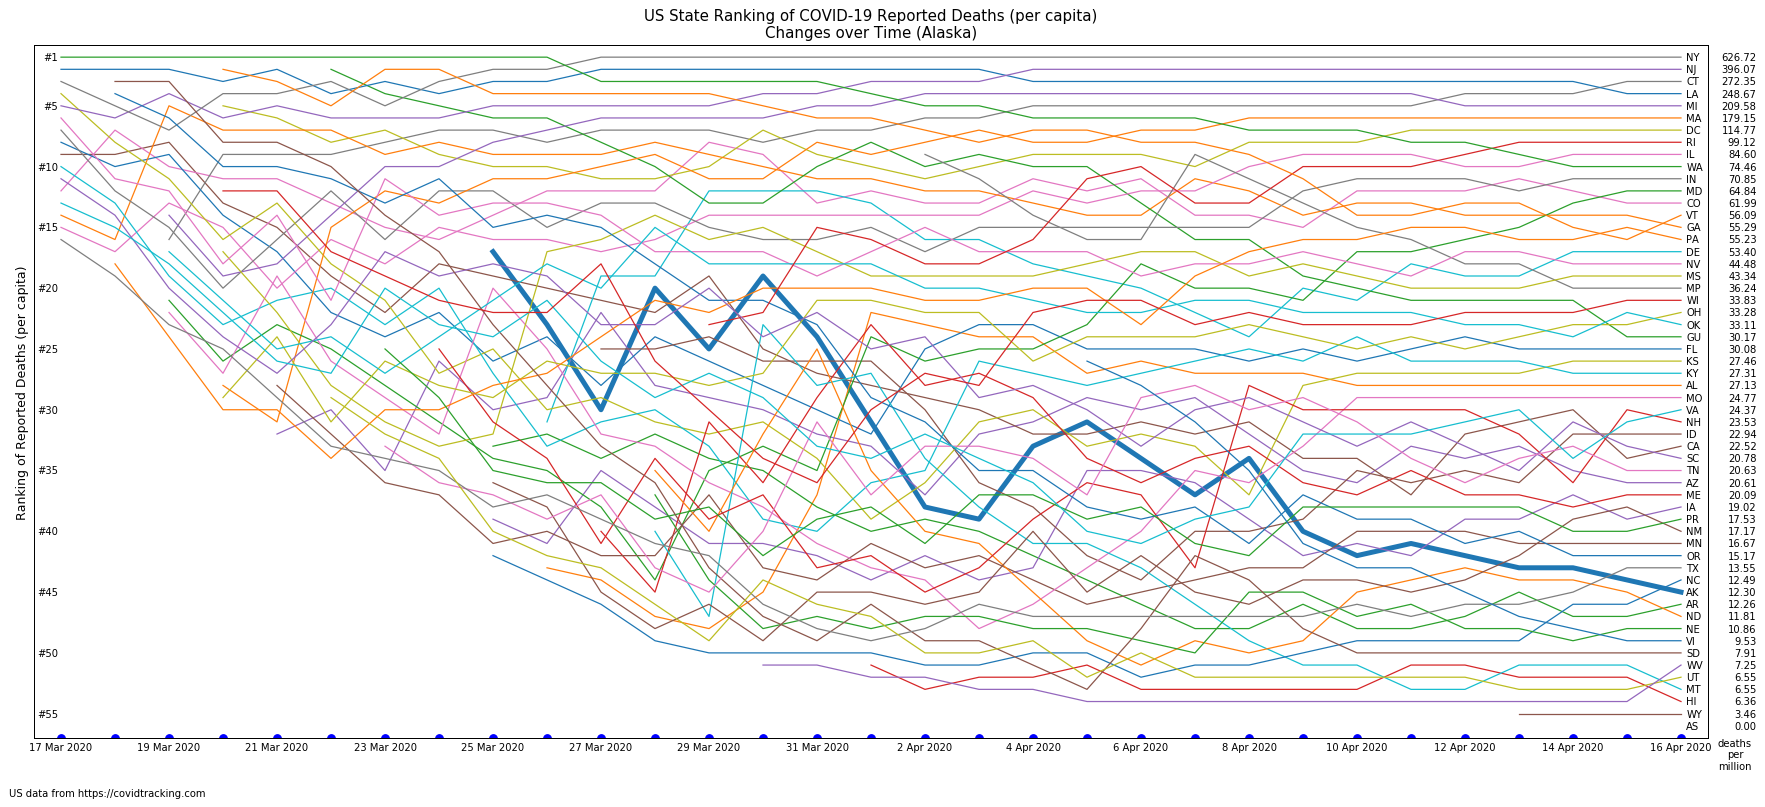 US State Ranking of COVID-19 Reported Deaths (per capita)
Changes over Time (Alaska)
Ranking of Reported Deaths (per capita)
#1
#5
#10
#15
#20
#25
#30
#35
#40
#45
#50
#55
NY 626.72
NJ 396.07
CT 272.35
LA 248.67
MI 209.58
MA 179.15
DC 114.77
RI 99.12
IL 84.60
WA 74.46
IN 70.85
MD 64.84
CO 61.99
VT 56.09
GA 55.29
PA 55.23
DE 53.40
NV 44.48
MS 43.34
MP 36.24
WI 33.83
OH 33.28
OK 33.11
GU 30.17
FL 30.08
KS 27.46
KY 27.31
AL 27.13
MO 24.77
VA 24.37
NH 23.53
ID 22.94
CA 22.52
SC 20.78
TN 20.63
AZ 20.61
ME 20.09
IA 19.02
PR 17.53
NM 17.17
MN 16.67
OR 15.17
TX 13.55
NC 12.49
AK 12.30
AR 12.26
ND 11.81
NE 10.86
VI 9.53
SD 7.91
WV 7.25
UT 6.55
MT 6.55
HI 6.36
WY 3.46
AS 0.00
17 Mar 2020 19 Mar 2020 21 Mar 2020 23 Mar 2020 25 Mar 2020 27 Mar 2020 29 Mar 2020 31 Mar 2020 2 Apr 2020 4 Apr 2020 6 Apr 2020 8 Apr 2020 10 Apr 2020 12 Apr 2020 14 Apr 2020 16 Apr 2020
deaths
per
million
US data from https://covidtracking.com